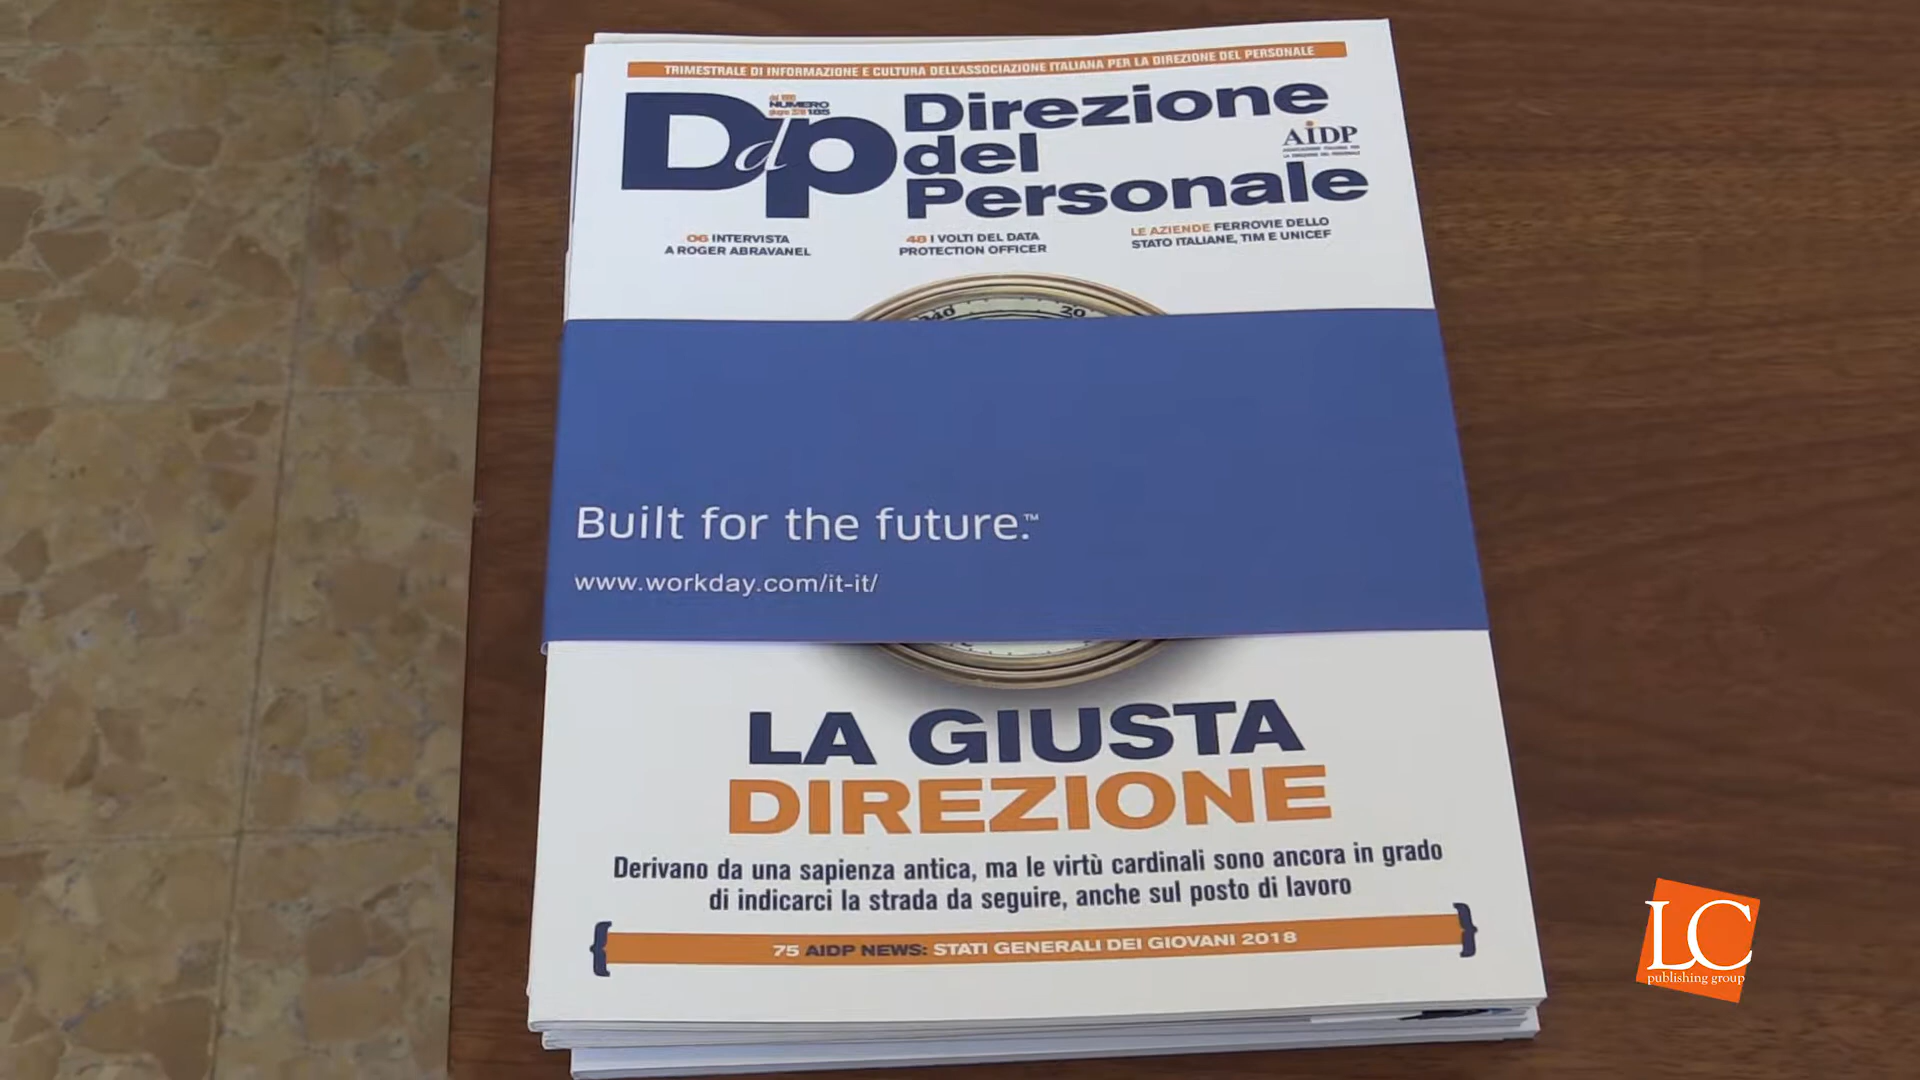 TRIMESTRALE DI INFORMAZIONE E CULTURA DELL'ASSOCIAZIONE ITALIANA PER LA DIREZIONE DEL PERSONALE
DdP
NUMERO
185
Direzione
del
Personale
AIDP
06 INTERVISTA
A ROGER ABRAVANEL
48 I VOLTI DEL DATA
PROTECTION OFFICER
LE AZIENDE FERROVIE DELLO
STATO ITALIANE, TIM E UNICEF
340 20
Built for the future.™
www.workday.com/it-it/
LA GIUSTA
DIREZIONE
Derivano da una sapienza antica, ma le virtù cardinali sono ancora in grado
di indicarci la strada da seguire, anche sul posto di lavoro
75 AIDP NEWS: STATI GENERALI DEI GIOVANI 2018
LC
publishing group